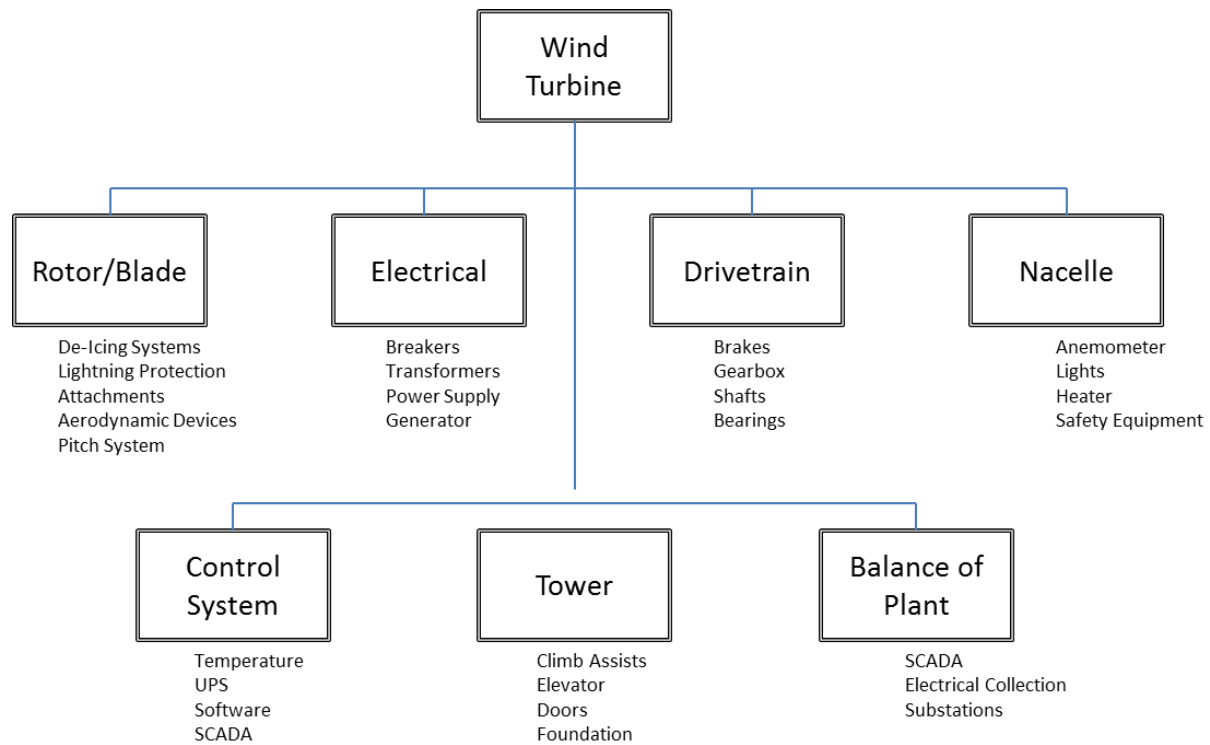 Wind
Turbine
Rotor/Blade
De-Icing Systems
Lightning Protection
Attachments
Aerodynamic Devices
Pitch System
Electrical
Breakers
Transformers
Power Supply
Generator
Drivetrain
Brakes
Gearbox
Shafts
Bearings
Nacelle
Anemometer
Lights
Heater
Safety Equipment
Control
System
Temperature
UPS
Software
SCADA
Tower
Climb Assists
Elevator
Doors
Foundation
Balance of
Plant
SCADA
Electrical Collection
Substations